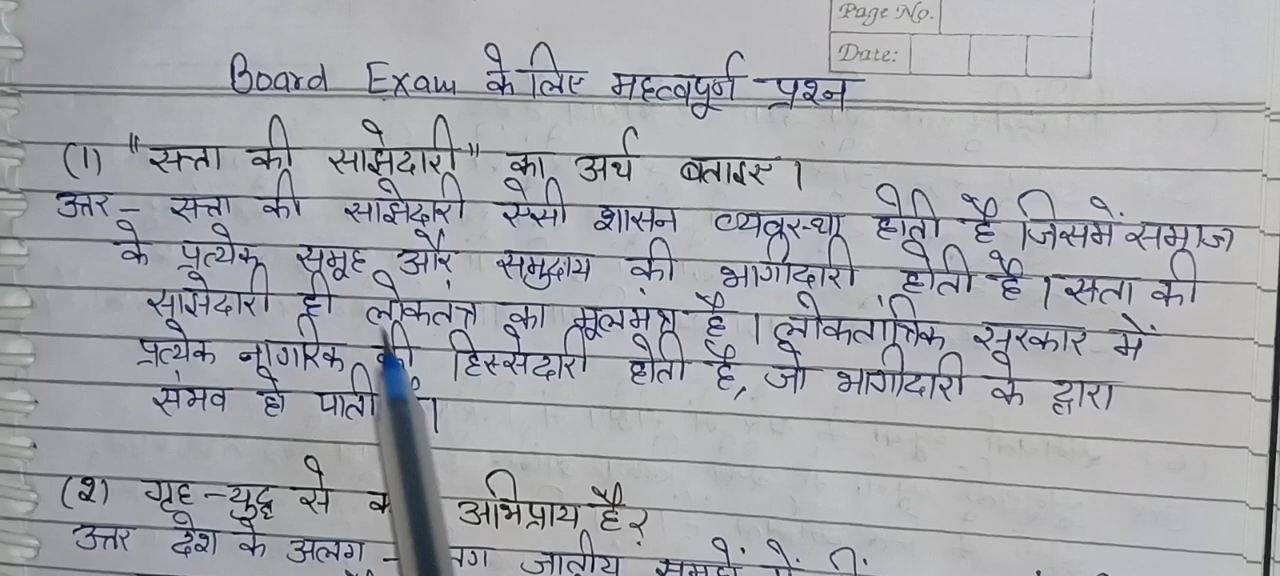 Page No.
Date:
Board Exam के लिए महत्वपूर्ण प्रश्न
(1) "सत्ता की साझेदारी" का अर्थ बताइए।
उत्तर - सत्ता की साझेदारी ऐसी शासन व्यवस्था होती है जिसमें समाज
के प्रत्येक समूह और समुदाय की भागीदारी होती है। सत्ता की
साझेदारी ही लोकतंत्र का मूलमंत्र है। लोकतांत्रिक सरकार में
प्रत्येक नागरिक की हिस्सेदारी होती है, जो भागीदारी के द्वारा
संभव हो पाती
(2) गृह-युद्ध से अभिप्राय है?
उत्तर देश के अलग - जातीय समूहों में